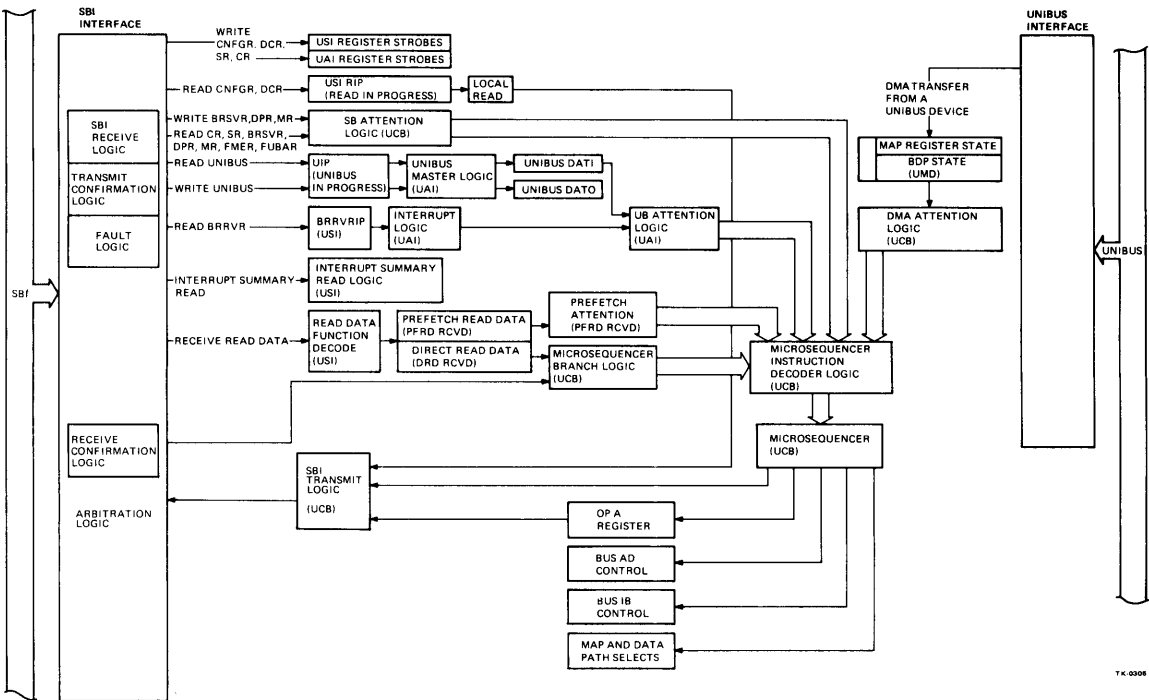 SBI
INTERFACE
UNIBUS
INTERFACE
WRITE
CNFGR. DCR.
SR, CR
USI REGISTER STROBES
UAI REGISTER STROBES
READ CNFGR, DCR
USI RIP
(READ IN PROGRESS)
LOCAL
READ
DMA TRANSFER
FROM A
UNIBUS DEVICE
SBI
RECEIVE
LOGIC
WRITE BRSVR,DPR,MR
READ CR, SR, BRSVR,
DPR, MR, FMER, FUBAR
SB ATTENTION
LOGIC (UCB)
MAP REGISTER STATE
BDP STATE
(UMD)
TRANSMIT
CONFIRMATION
LOGIC
READ UNIBUS
WRITE UNIBUS
UIP
(UNIBUS
IN PROGRESS)
UNIBUS
MASTER LOGIC
(UAI)
UNIBUS DATI
UNIBUS DATO
FAULT
LOGIC
READ BRRVR
BRRVRIP
(USI)
INTERRUPT
LOGIC
(UAI)
UB ATTENTION
LOGIC
(UAI)
DMA ATTENTION
LOGIC
(UCB)
UNIBUS
SBI
INTERRUPT SUMMARY
READ
INTERRUPT SUMMARY
READ LOGIC
(USI)
RECEIVE READ DATA
READ DATA
FUNCTION
DECODE
(USI)
PREFETCH READ DATA
(PFRD RCVD)
DIRECT READ DATA
(DRD RCVD)
PREFETCH
ATTENTION
(PFRD RCVD)
MICROSEQUENCER
BRANCH LOGIC
(UCB)
MICROSEQUENCER
INSTRUCTION
DECODER LOGIC
(UCB)
RECEIVE
CONFIRMATION
LOGIC
MICROSEQUENCER
(UCB)
SBI
TRANSMIT
LOGIC
(UCB)
ARBITRATION
LOGIC
OP A
REGISTER
BUS AD
CONTROL
BUS IB
CONTROL
MAP AND DATA
PATH SELECTS
TK-0306